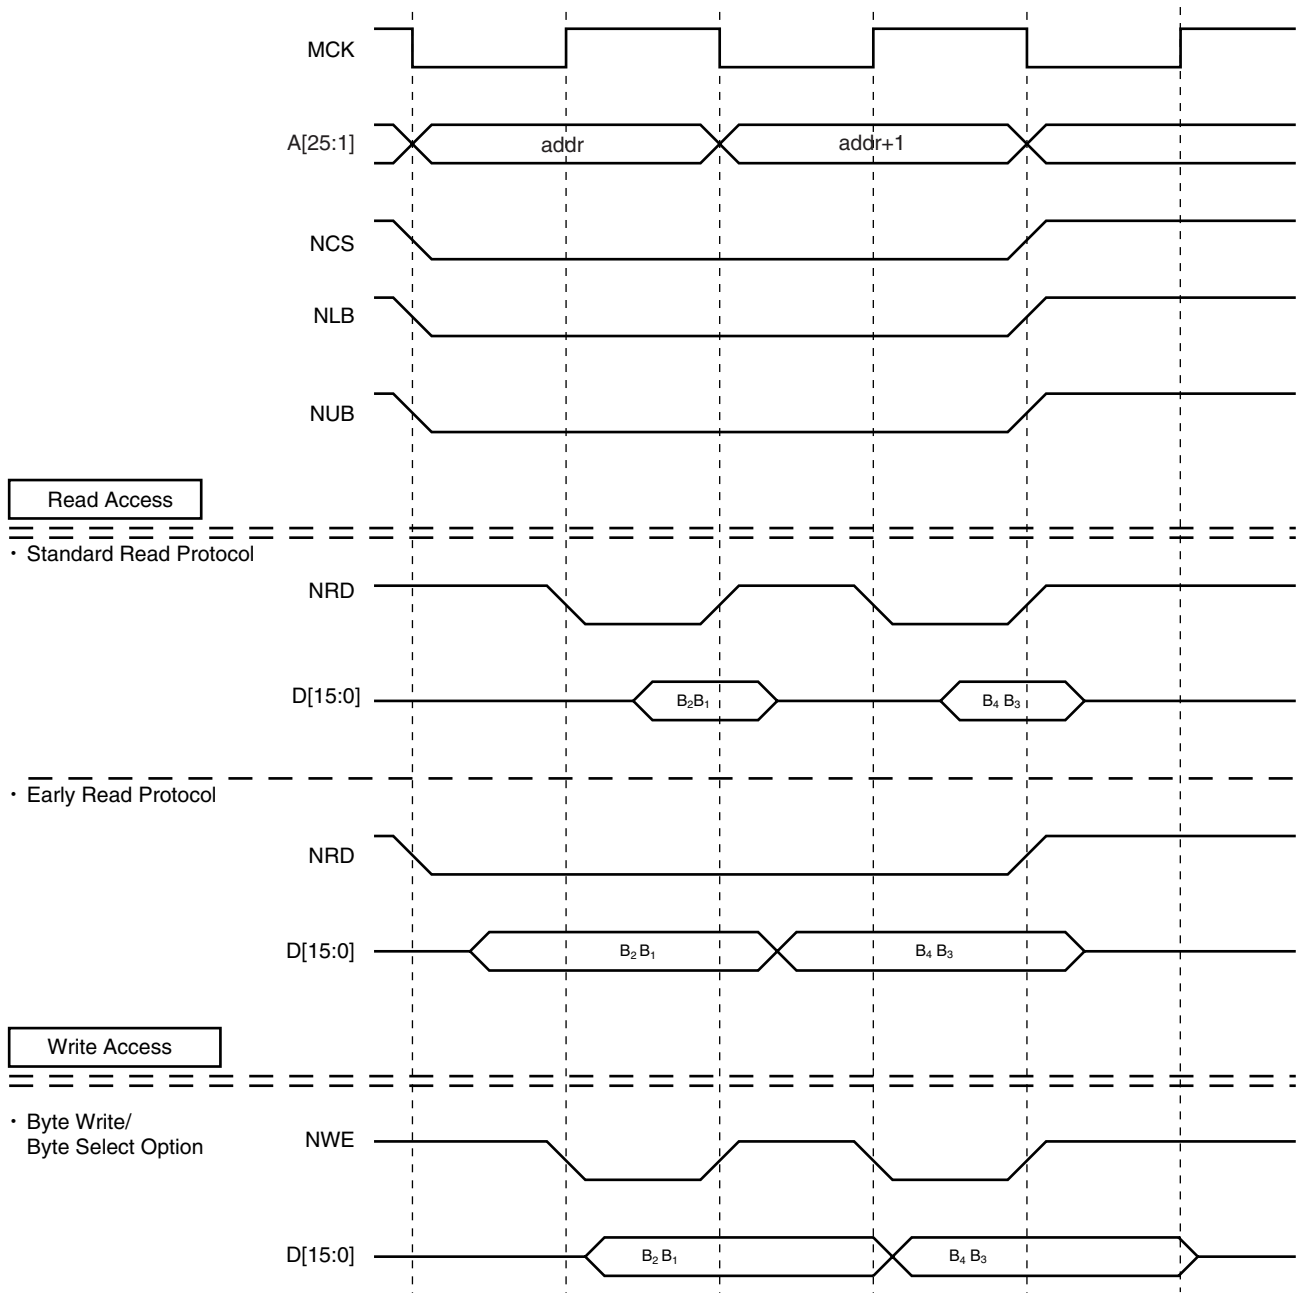 MCK
A[25:1]
addr
addr+1
NCS
NLB
NUB
Read Access
· Standard Read Protocol
NRD
D[15:0]
B₂B₁
B₄ B₃
· Early Read Protocol
NRD
D[15:0]
B₂ B₁
B₄ B₃
Write Access
· Byte Write/
Byte Select Option
NWE
D[15:0]
B₂ B₁
B₄ B₃